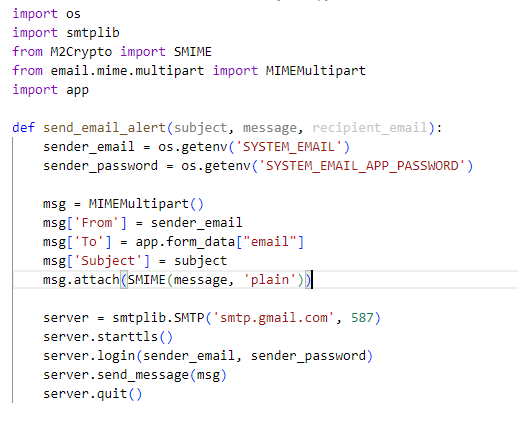 import os
import smtplib
from M2Crypto import SMIME
from email.mime.multipart import MIMEMultipart
import app
def send_email_alert(subject, message, recipient_email):
sender_email = os.getenv('SYSTEM_EMAIL')
sender_password = os.getenv('SYSTEM_EMAIL_APP_PASSWORD')
msg = MIMEMultipart()
msg['From'] = sender_email
msg['To'] = app.form_data["email"]
msg['Subject'] = subject
msg.attach(SMIME(message, 'plain'))
server = smtplib.SMTP('smtp.gmail.com', 587)
server.starttls()
server.login(sender_email, sender_password)
server.send_message(msg)
server.quit()